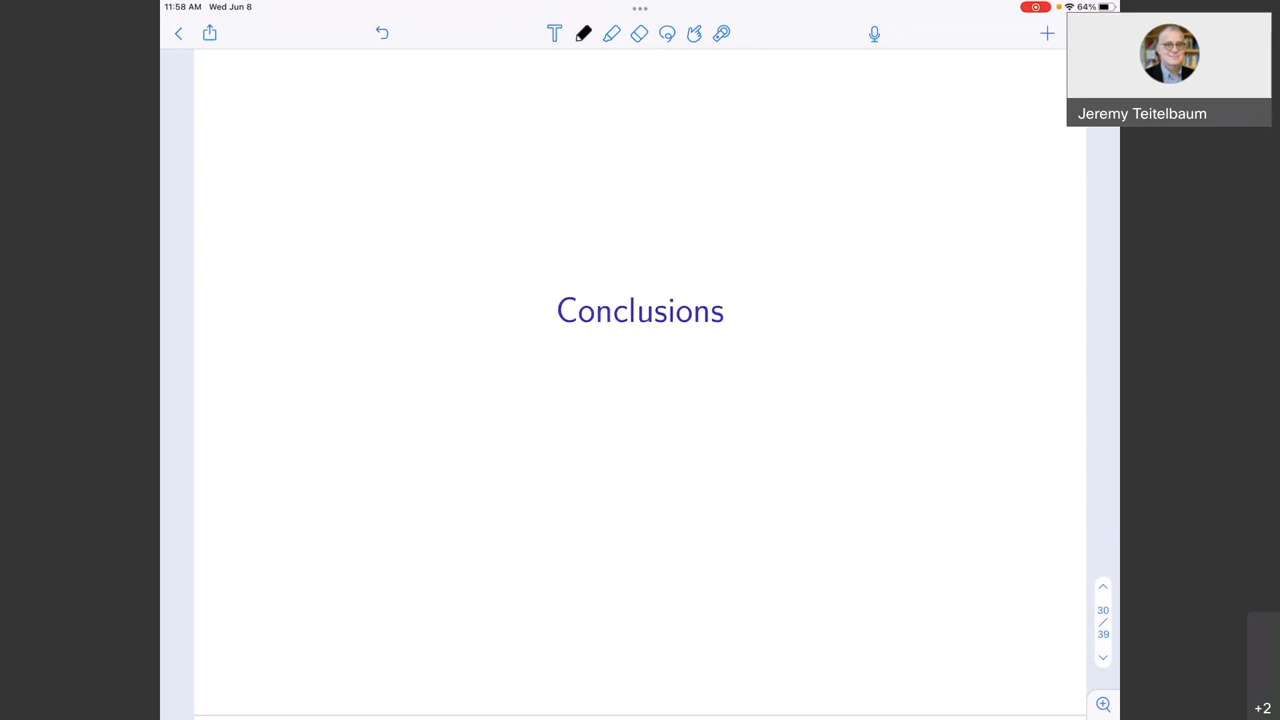 11:58 AM Wed Jun 8
64%
T
Jeremy Teitelbaum
Conclusions
30
/
39
+2